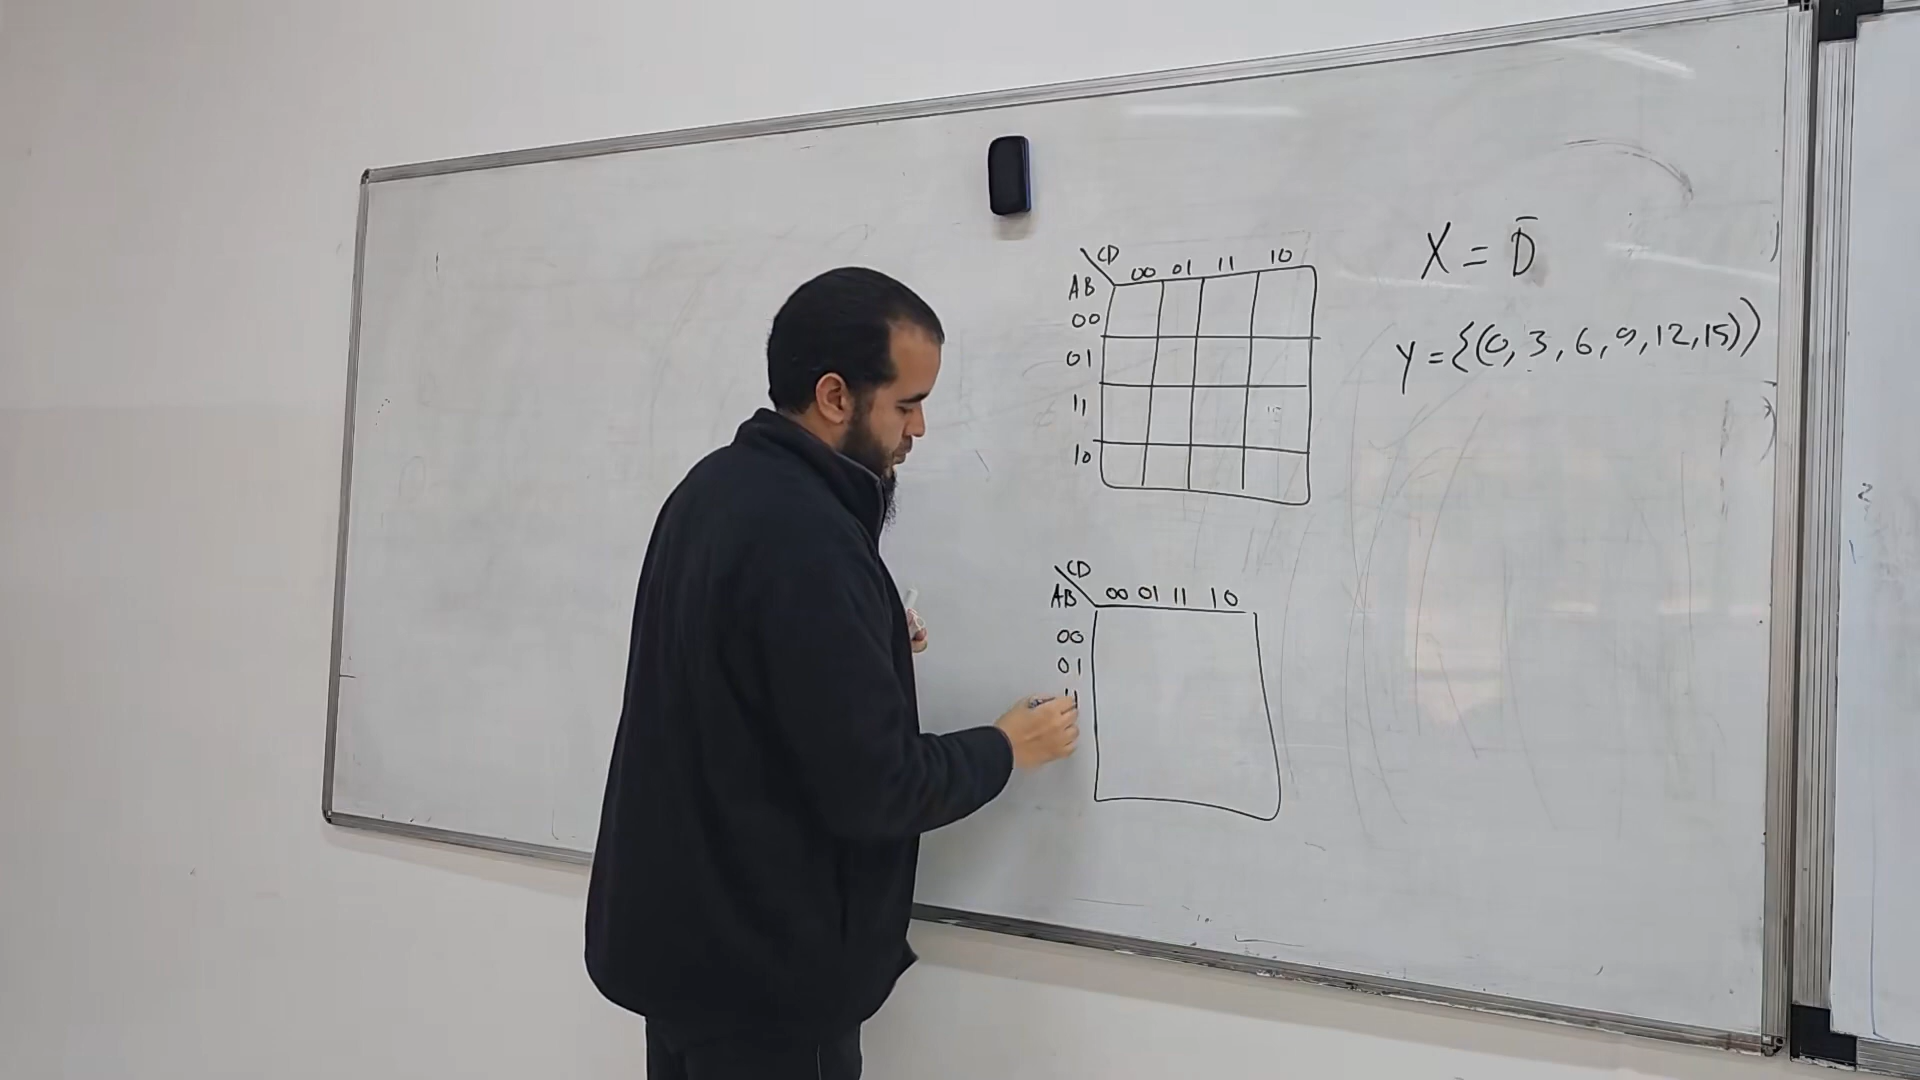 CD
AB 00 01 11 10
00
01
11
10
X = D̄
Y = {(0, 3, 6, 9, 12, 15)}
CD
AB 00 01 11 10
00
01
11